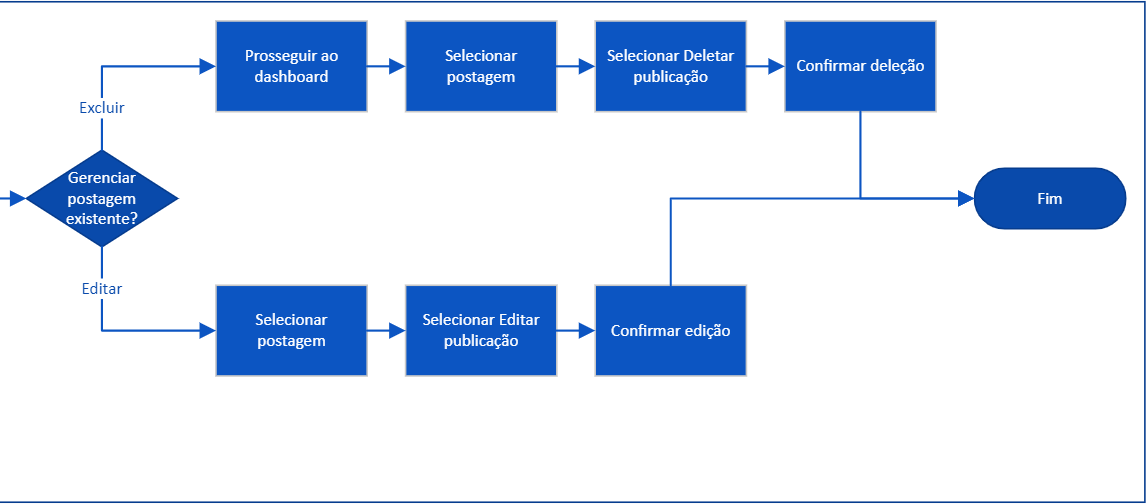 Prosseguir ao
dashboard
Selecionar
postagem
Selecionar Deletar
publicação
Confirmar deleção
Excluir
Gerenciar
postagem
existente?
Fim
Editar
Selecionar
postagem
Selecionar Editar
publicação
Confirmar edição